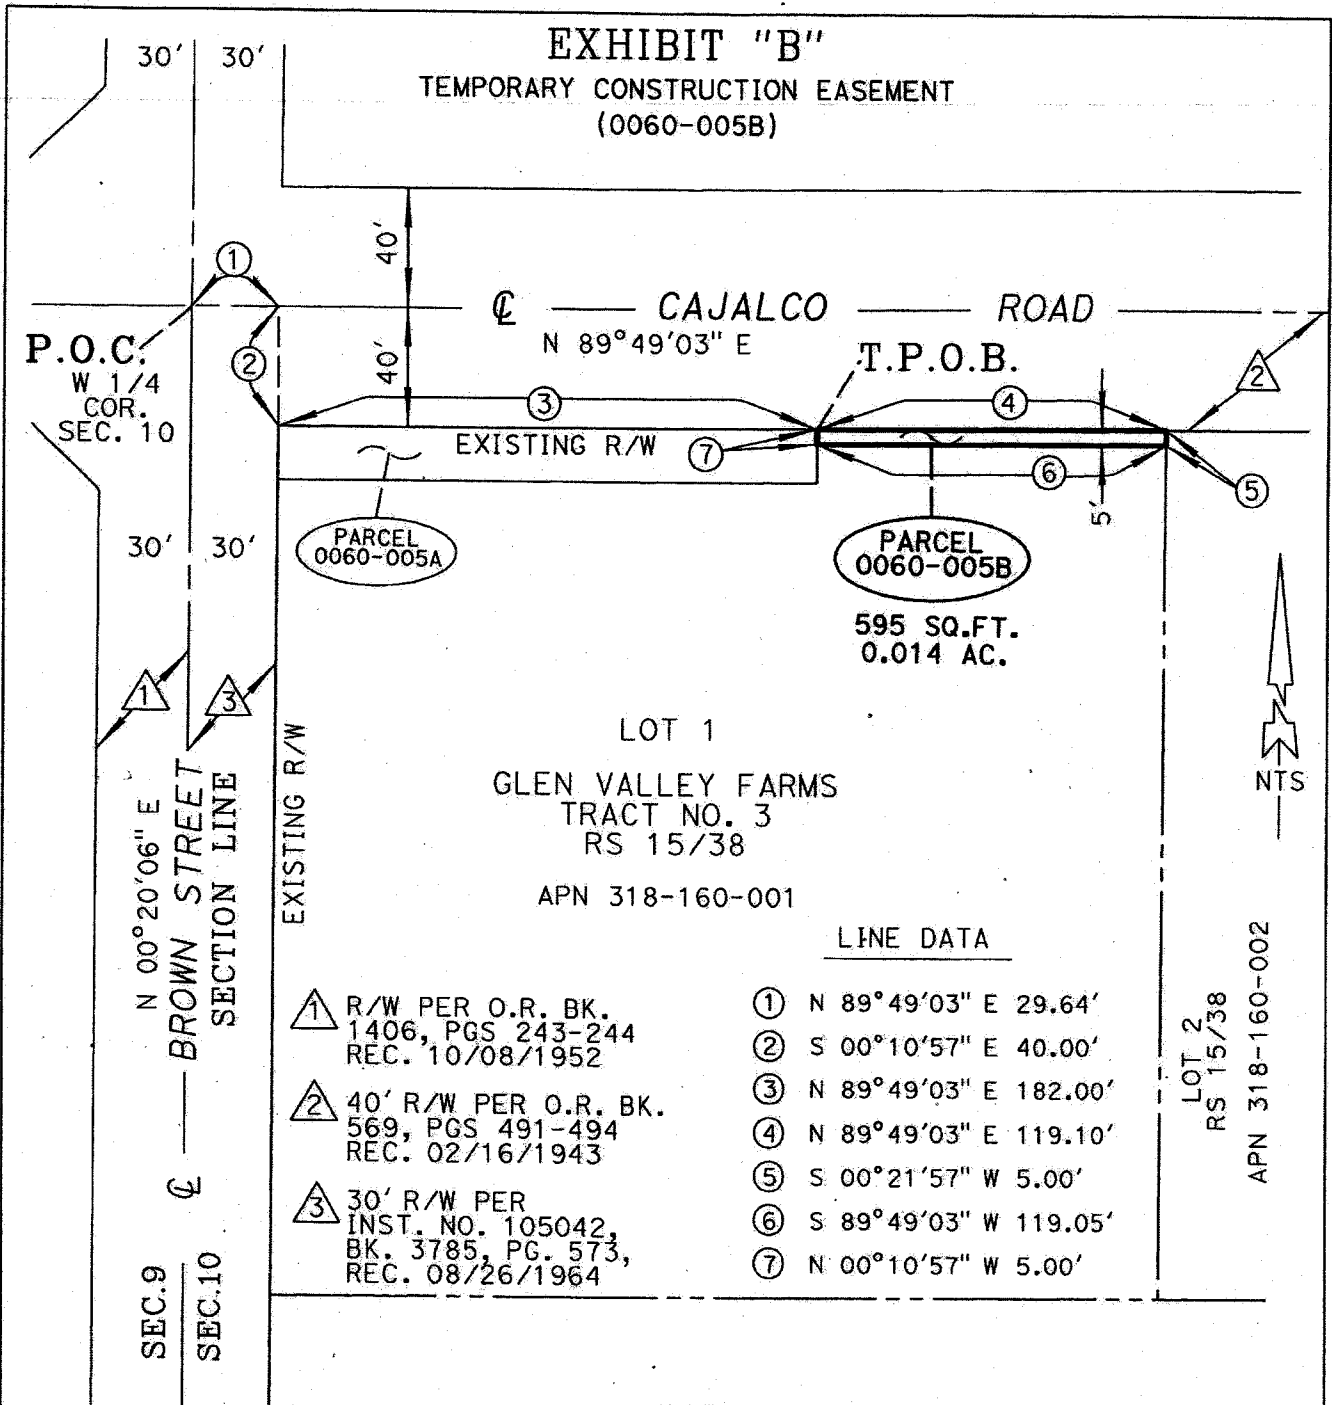 EXHIBIT "B"
TEMPORARY CONSTRUCTION EASEMENT
(0060-005B)
30' 30'
40'
1
℄ CAJALCO ROAD
N 89°49'03" E
P.O.C.
W 1/4
COR.
SEC. 10
2
40'
T.P.O.B.
2
3
4
EXISTING R/W
7
6
5
5'
30' 30'
PARCEL
0060-005A
PARCEL
0060-005B
595 SQ.FT.
0.014 AC.
1
3
NTS
LOT 1
GLEN VALLEY FARMS
TRACT NO. 3
RS 15/38
APN 318-160-001
EXISTING R/W
N 00°20'06" E
℄ BROWN STREET
SECTION LINE
SEC.9
SEC.10
1 R/W PER O.R. BK.
1406, PGS 243-244
REC. 10/08/1952
2 40' R/W PER O.R. BK.
569, PGS 491-494
REC. 02/16/1943
3 30' R/W PER
INST. NO. 105042,
BK. 3785, PG. 573,
REC. 08/26/1964
LINE DATA
1 N 89°49'03" E 29.64'
2 S 00°10'57" E 40.00'
3 N 89°49'03" E 182.00'
4 N 89°49'03" E 119.10'
5 S 00°21'57" W 5.00'
6 S 89°49'03" W 119.05'
7 N 00°10'57" W 5.00'
LOT 2
RS 15/38
APN 318-160-002